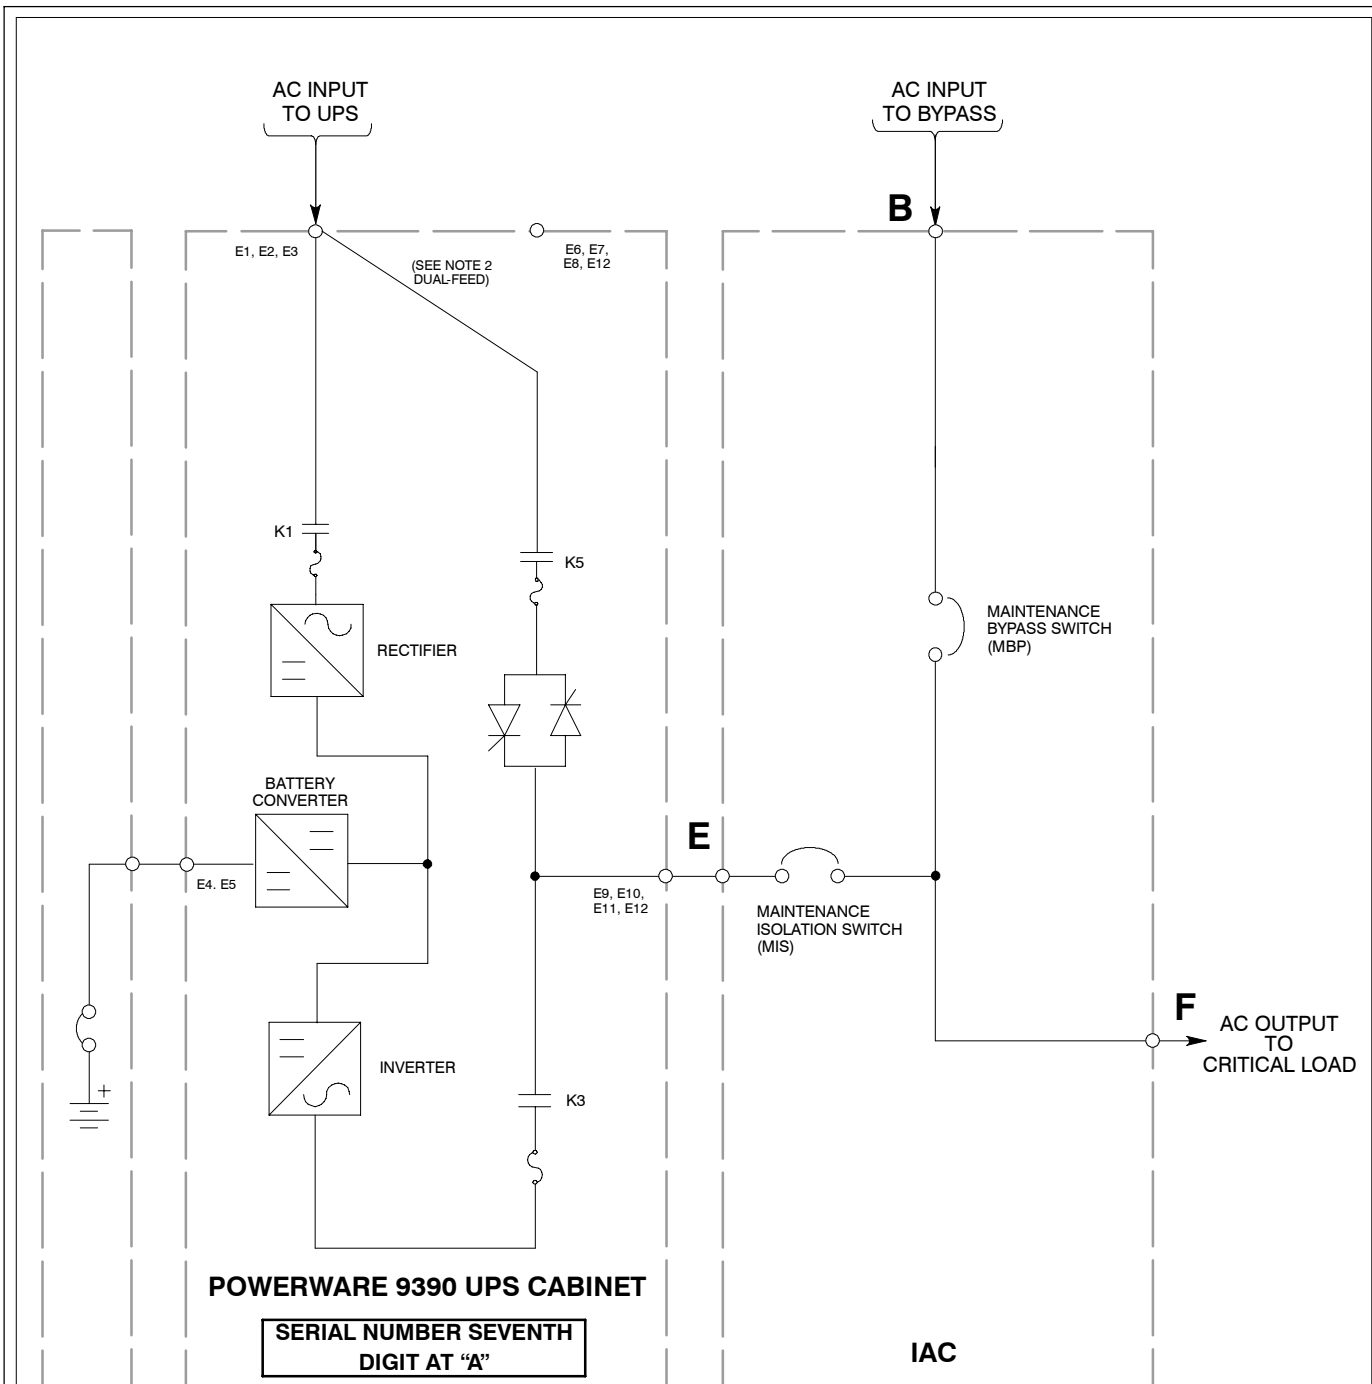 AC INPUT
TO UPS
AC INPUT
TO BYPASS
B
E1, E2, E3
(SEE NOTE 2
DUAL-FEED)
E6, E7,
E8, E12
K1
K5
RECTIFIER
MAINTENANCE
BYPASS SWITCH
(MBP)
BATTERY
CONVERTER
E4. E5
E
E9, E10,
E11, E12
MAINTENANCE
ISOLATION SWITCH
(MIS)
F
AC OUTPUT
TO
CRITICAL LOAD
INVERTER
K3
+
POWERWARE 9390 UPS CABINET
SERIAL NUMBER SEVENTH
DIGIT AT “A”
IAC